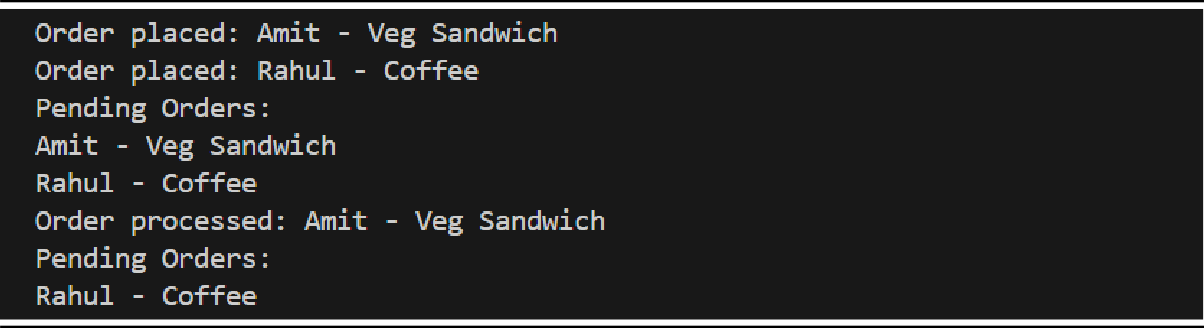 Order placed: Amit - Veg Sandwich
Order placed: Rahul - Coffee
Pending Orders:
Amit - Veg Sandwich
Rahul - Coffee
Order processed: Amit - Veg Sandwich
Pending Orders:
Rahul - Coffee